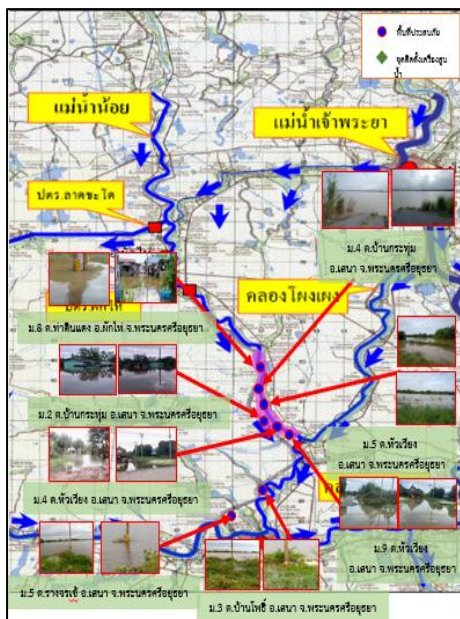 พื้นที่ประสบภัย
จุดติดตั้งเครื่องสูบ
น้ำ
แม่น้ำน้อย
แม่น้ำเจ้าพระยา
ปตร.ลาดชะโด
ม.4 ต.บ้านกระทุ่ม
อ.เสนา จ.พระนครศรีอยุธยา
คลองโผงเผง
ม.8 ต.ท่าดินแดง อ.ผักไห่ จ.พระนครศรีอยุธยา
ม.2 ต.บ้านกระทุ่ม อ.เสนา จ.พระนครศรีอยุธยา
ม.5 ต.หัวเวียง
อ.เสนา จ.พระนครศรีอยุธยา
ม.4 ต.หัวเวียง อ.เสนา จ.พระนครศรีอยุธยา
ม.9 ต.หัวเวียง
อ.เสนา จ.พระนครศรีอยุธยา
ม.5 ต.รางจรเข้ อ.เสนา จ.พระนครศรีอยุธยา
ม.3 ต.บ้านโพธิ์ อ.เสนา จ.พระนครศรีอยุธยา